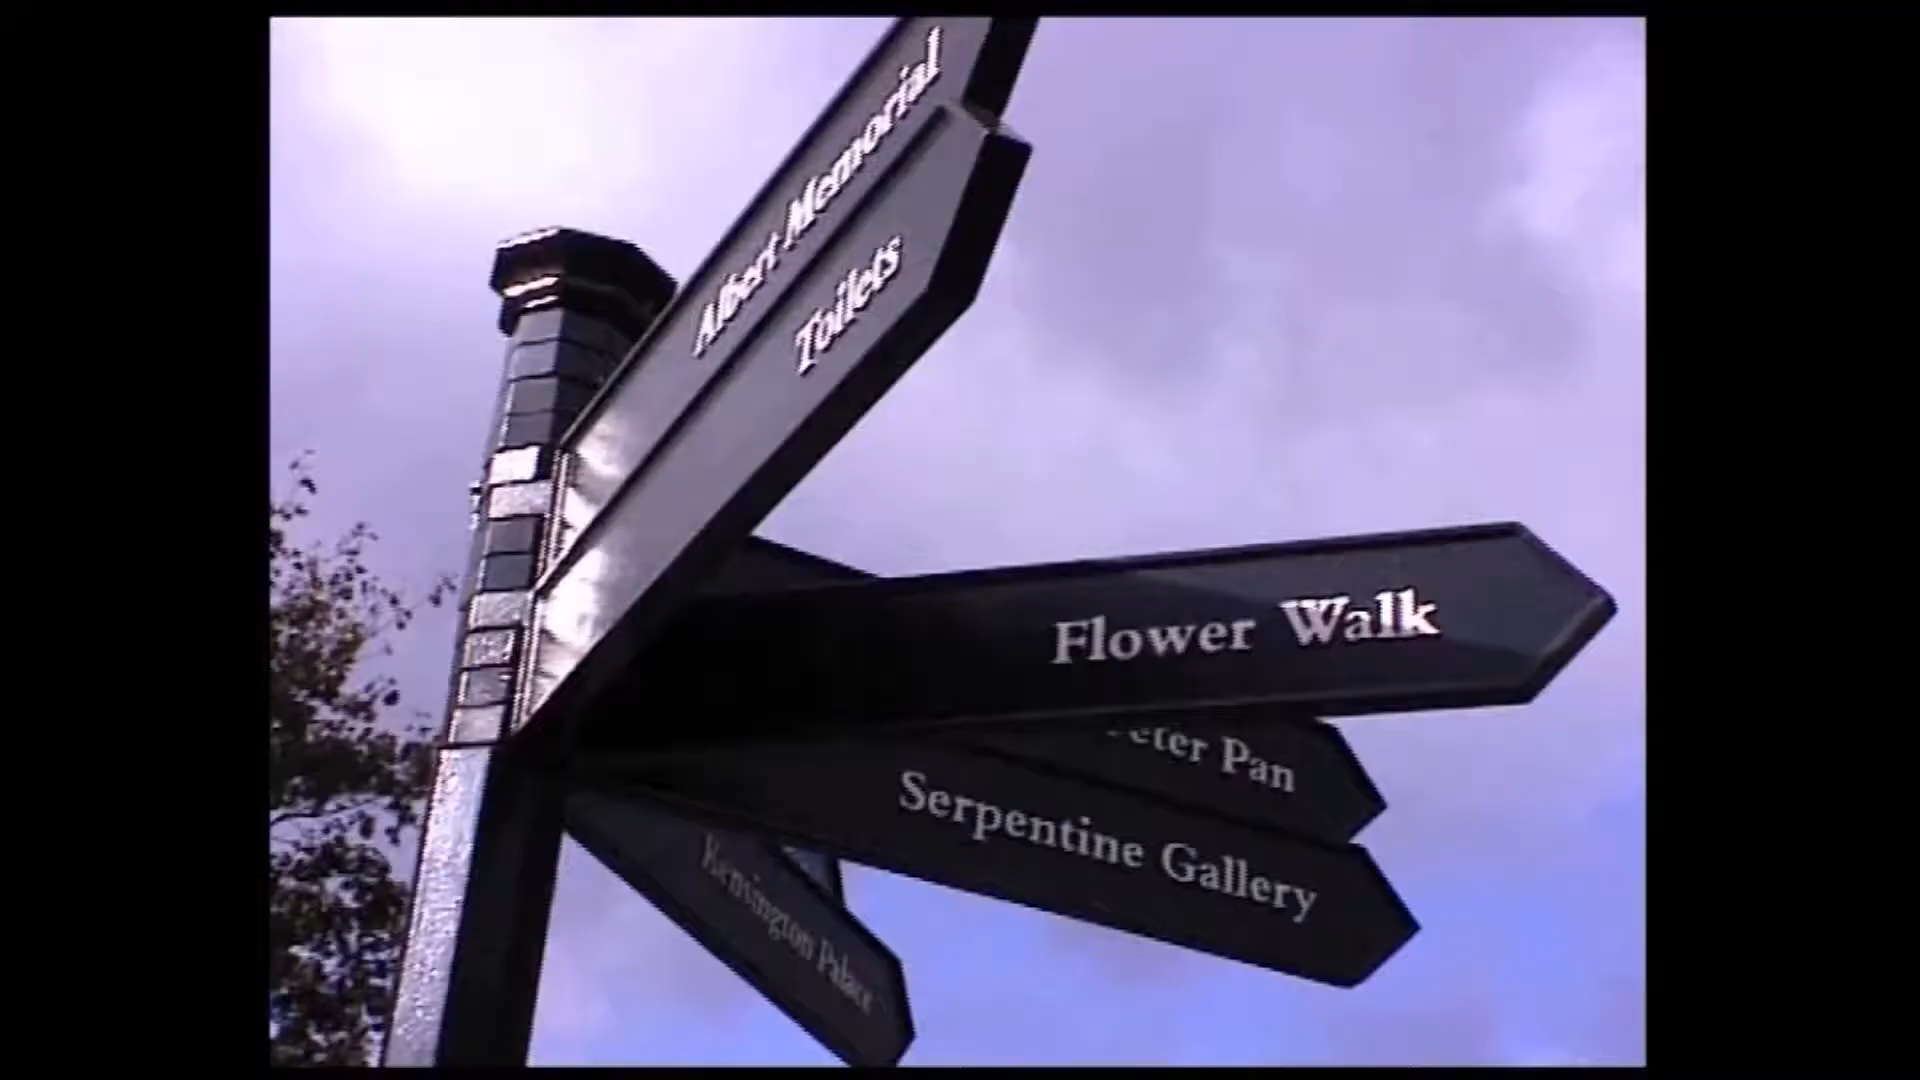 Albert Memorial
Toilets
Flower Walk
Peter Pan
Serpentine Gallery
Kensington Palace